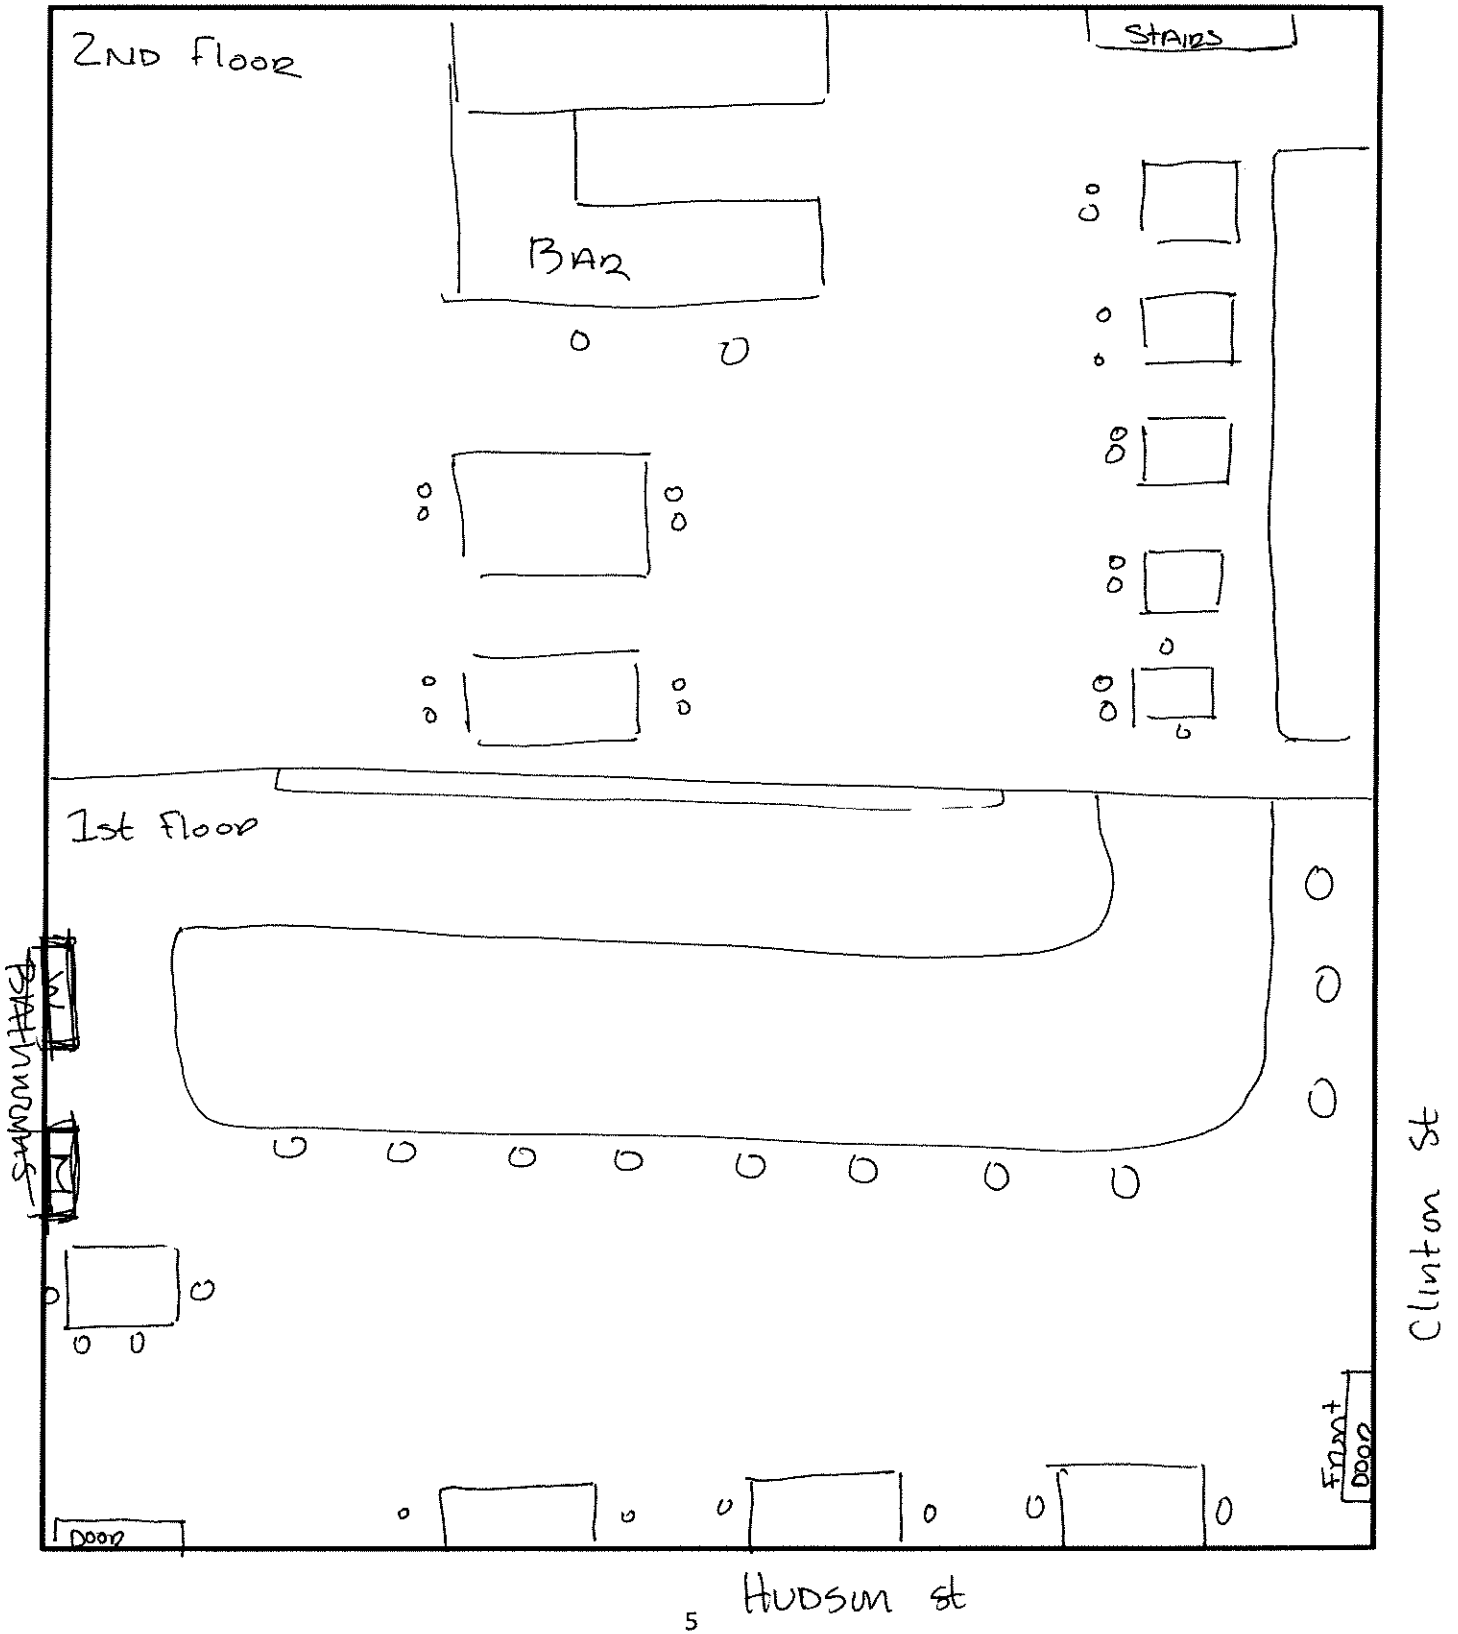 2ND Floor
Stairs
Bar
1st Floor
Bathrooms
W
M
Clinton St
Front
Door
Door
Hudson St
5